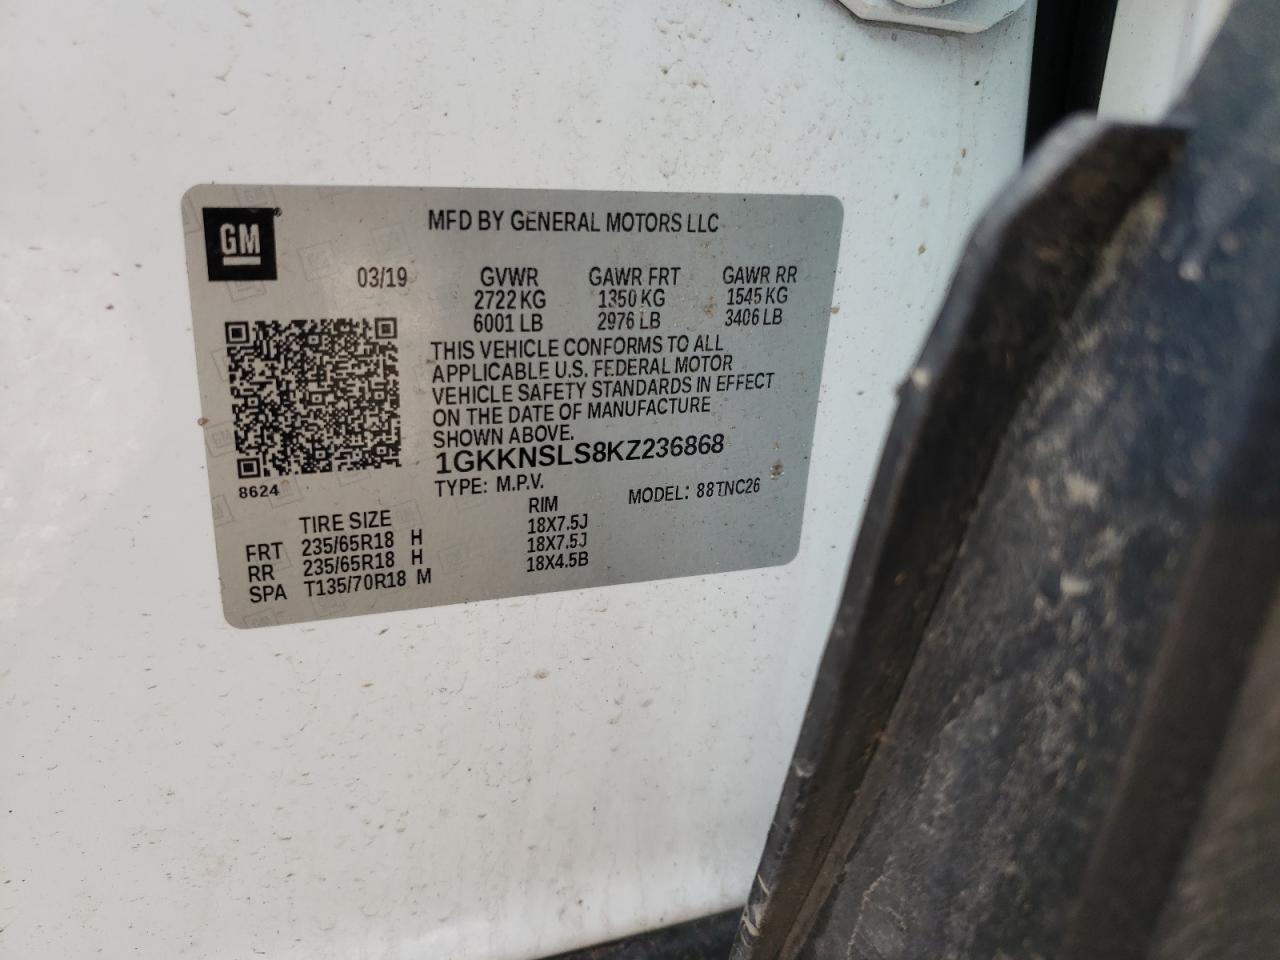 GM
MFD BY GENERAL MOTORS LLC
03/19 GVWR GAWR FRT GAWR RR
2722 KG 1350 KG 1545 KG
6001 LB 2976 LB 3406 LB
THIS VEHICLE CONFORMS TO ALL
APPLICABLE U.S. FEDERAL MOTOR
VEHICLE SAFETY STANDARDS IN EFFECT
ON THE DATE OF MANUFACTURE
SHOWN ABOVE.
1GKKNSLS8KZ236868
8624
TYPE: M.P.V. MODEL: 88TNC26
TIRE SIZE RIM
FRT 235/65R18 H 18X7.5J
RR 235/65R18 H 18X7.5J
SPA T135/70R18 M 18X4.5B